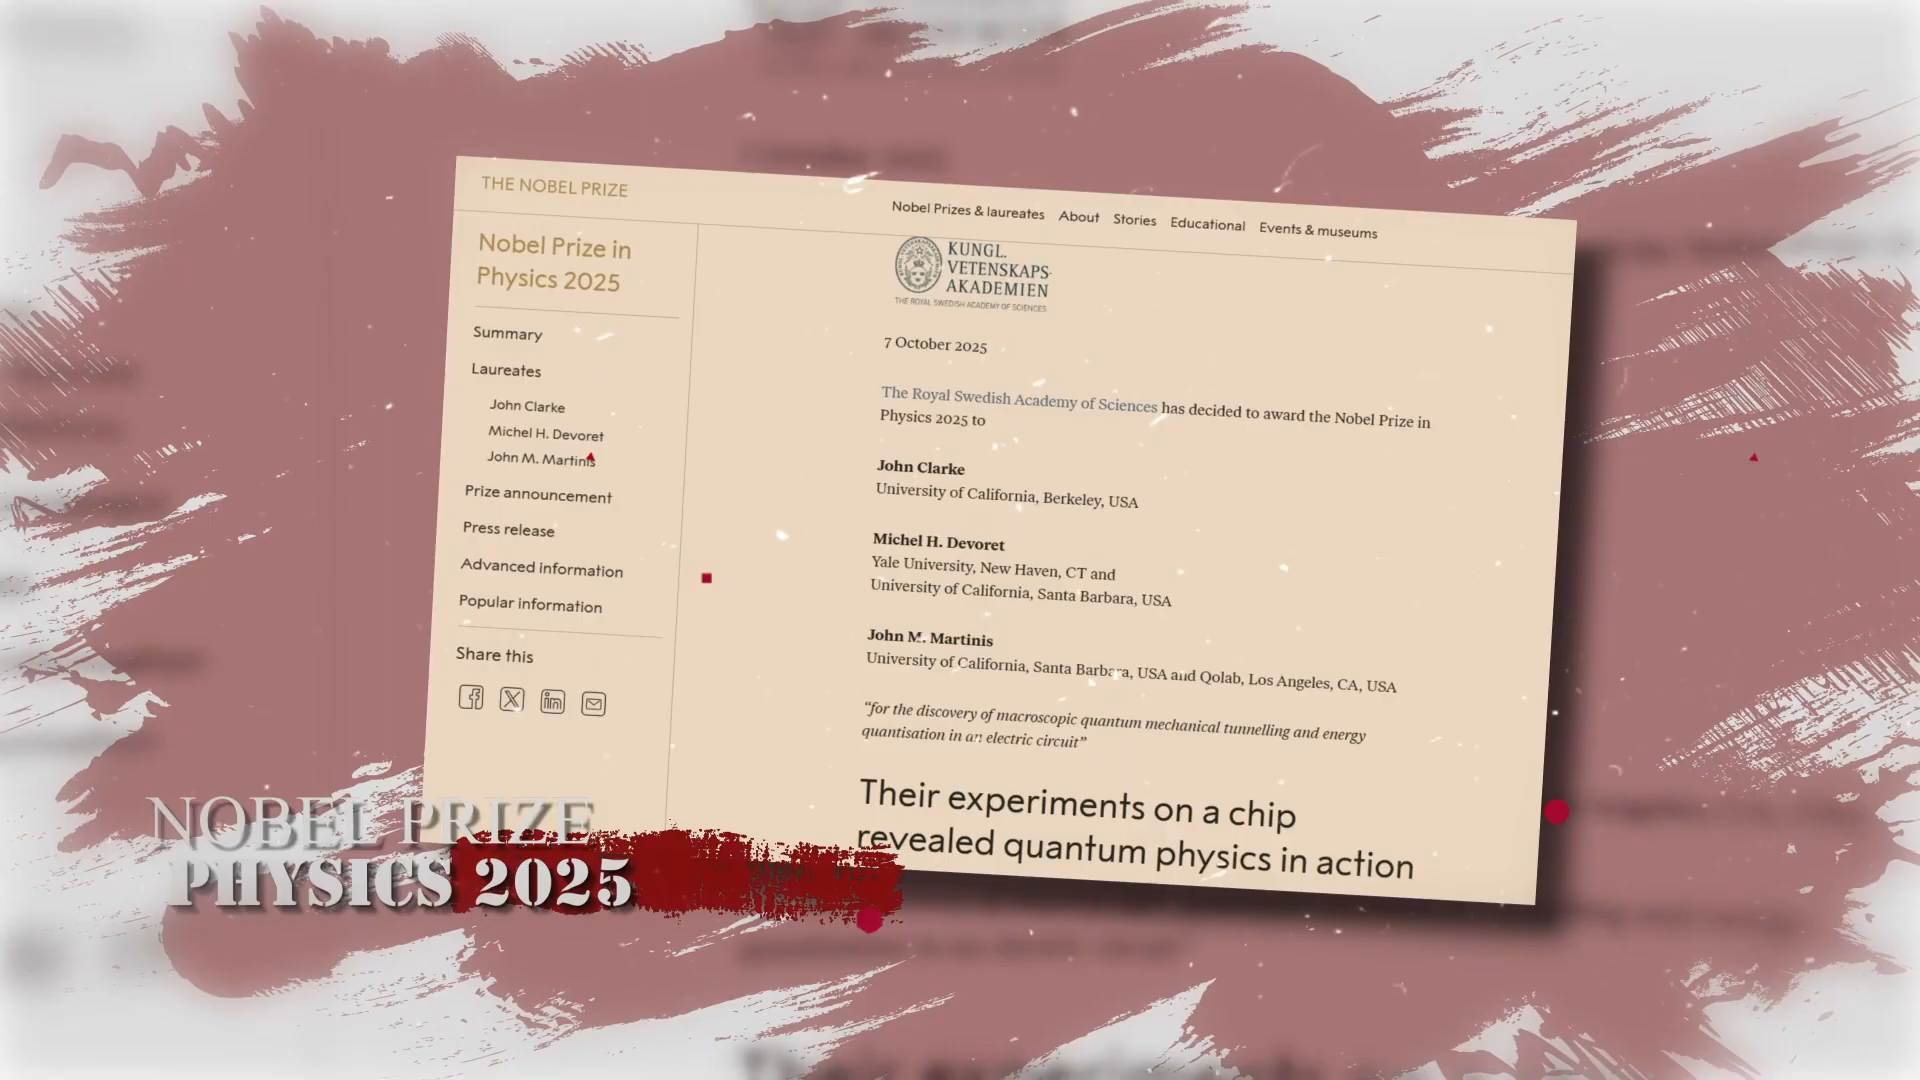 THE NOBEL PRIZE
Nobel Prizes & laureates About Stories Educational Events & museums
Nobel Prize in
Physics 2025
Summary
Laureates
John Clarke
Michel H. Devoret
John M. Martinis
Prize announcement
Press release
Advanced information
Popular information
Share this
KUNGL.
VETENSKAPS-
AKADEMIEN
THE ROYAL SWEDISH ACADEMY OF SCIENCES
7 October 2025
The Royal Swedish Academy of Sciences has decided to award the Nobel Prize in
Physics 2025 to
John Clarke
University of California, Berkeley, USA
Michel H. Devoret
Yale University, New Haven, CT and
University of California, Santa Barbara, USA
John M. Martinis
University of California, Santa Barbara, USA and Qolab, Los Angeles, CA, USA
“for the discovery of macroscopic quantum mechanical tunnelling and energy
quantisation in an electric circuit”
Their experiments on a chip
revealed quantum physics in action
NOBEL PRIZE
PHYSICS 2025